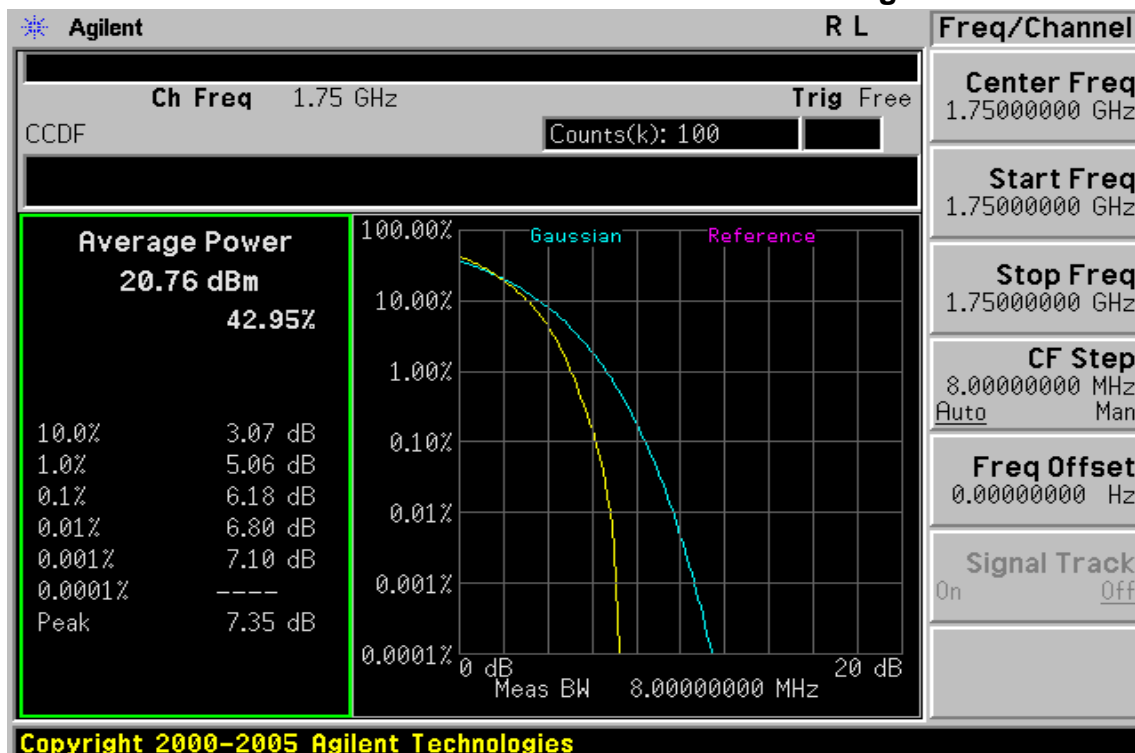 Agilent
R L
Freq/Channel
Ch Freq 1.75 GHz
Trig Free
CCDF
Counts(k): 100
Center Freq
1.75000000 GHz
Start Freq
1.75000000 GHz
Stop Freq
1.75000000 GHz
CF Step
8.00000000 MHz
Auto Man
Freq Offset
0.00000000 Hz
Signal Track
On Off
Average Power
20.76 dBm
42.95%
10.0% 3.07 dB
1.0% 5.06 dB
0.1% 6.18 dB
0.01% 6.80 dB
0.001% 7.10 dB
0.0001% ----
Peak 7.35 dB
Gaussian Reference
100.00%
10.00%
1.00%
0.10%
0.01%
0.001%
0.0001%
0 dB 20 dB
Meas BW 8.00000000 MHz
Copyright 2000-2005 Agilent Technologies